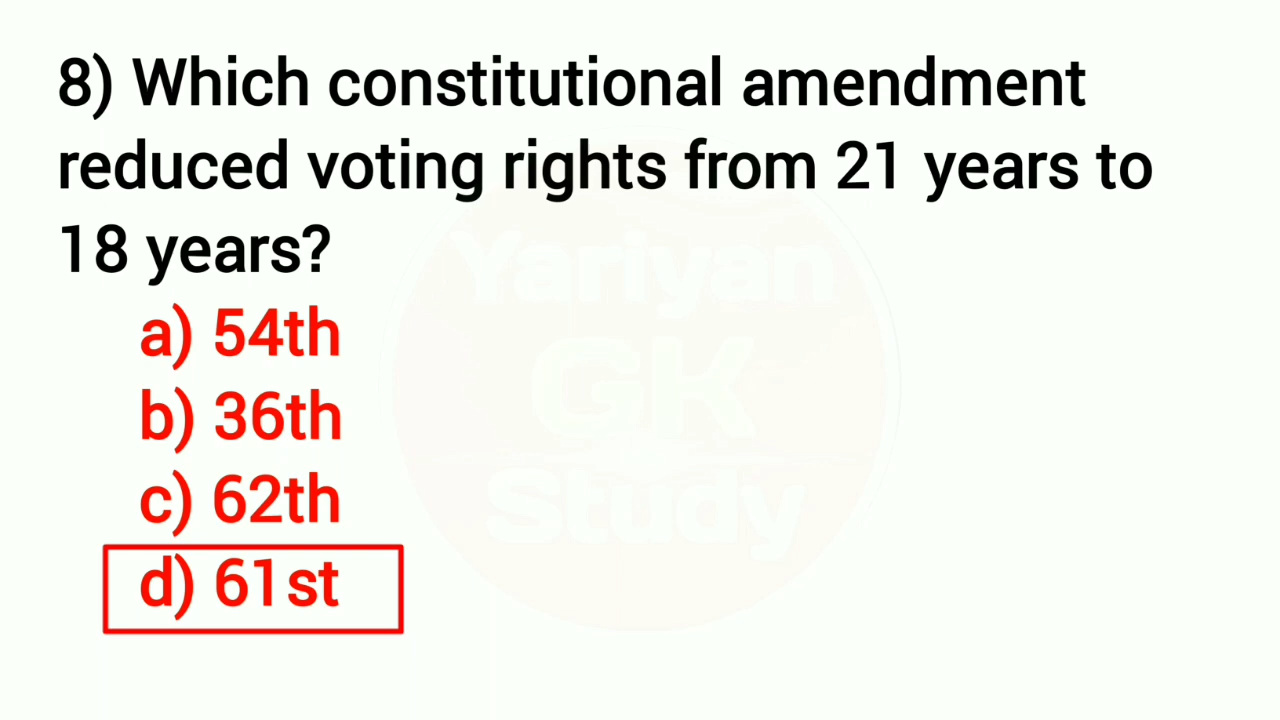 8) Which constitutional amendment
reduced voting rights from 21 years to
18 years?
a) 54th
b) 36th
c) 62th
d) 61st
Yariyan
GK
Study